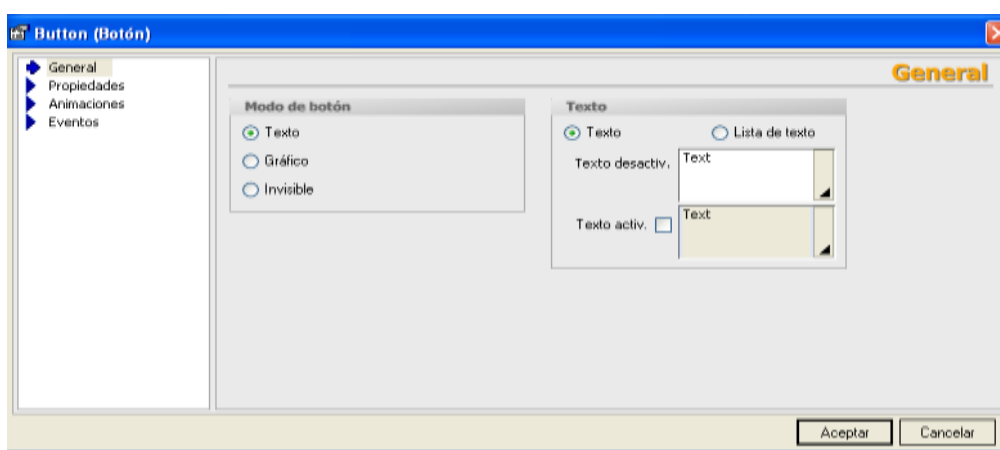 Button (Botón)
General
Propiedades
Animaciones
Eventos
General
Modo de botón
Texto
Gráfico
Invisible
Texto
Texto
Lista de texto
Texto desactiv.
Text
Texto activ.
Text
Aceptar
Cancelar